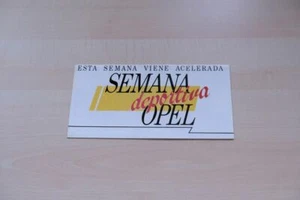 ESTA SEMANA VIENE ACELERADA
SEMANA
deportiva
OPEL